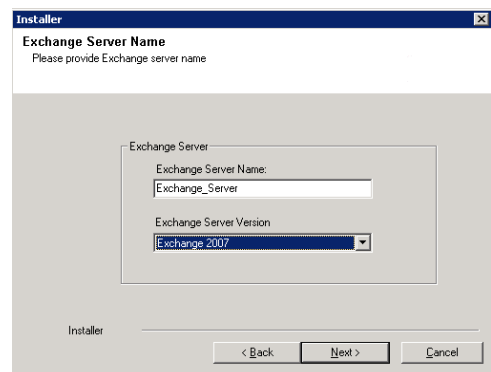 Installer
Exchange Server Name
Please provide Exchange server name
Exchange Server
Exchange Server Name:
Exchange_Server
Exchange Server Version
Exchange 2007
Installer
< Back
Next >
Cancel